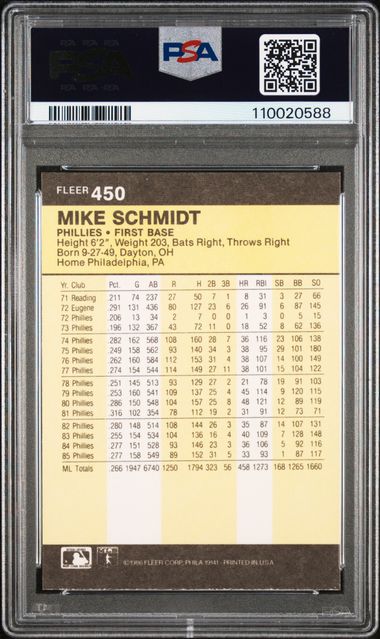 PSA
110020588
FLEER 450
MIKE SCHMIDT
PHILLIES • FIRST BASE
Height 6'2", Weight 203, Bats Right, Throws Right
Born 9-27-49, Dayton, OH
Home Philadelphia, PA
Yr. Club Pct. G AB R H 2B 3B HR RBI SB BB SO
71 Reading .211 74 237 27 50 7 1 8 31 3 27 66
72 Eugene .291 131 436 80 127 23 6 26 91 6 87 145
72 Phillies .206 13 34 2 7 0 0 1 3 0 5 15
73 Phillies .196 132 367 43 72 11 0 18 52 8 62 136
74 Phillies .282 162 568 108 160 28 7 36 116 23 106 138
75 Phillies .249 158 562 93 140 34 3 38 95 29 101 180
76 Phillies .262 160 584 112 153 31 4 38 107 14 100 149
77 Phillies .274 154 544 114 149 27 11 38 101 15 104 122
78 Phillies .251 145 513 93 129 27 2 21 78 19 91 103
79 Phillies .253 160 541 109 137 25 4 45 114 9 120 115
80 Phillies .286 150 548 104 157 25 8 48 121 12 89 119
81 Phillies .316 102 354 78 112 19 2 31 91 12 73 71
82 Phillies .280 148 514 108 144 26 3 35 87 14 107 131
83 Phillies .255 154 534 104 136 16 4 40 109 7 128 148
84 Phillies .277 151 528 93 146 23 3 36 106 5 92 116
85 Phillies .277 158 549 89 152 31 5 33 93 1 87 117
ML Totals .266 1947 6740 1250 1794 323 56 458 1273 168 1265 1660
©1986 FLEER CORP., PHILA 19141 - PRINTED IN U.S.A.